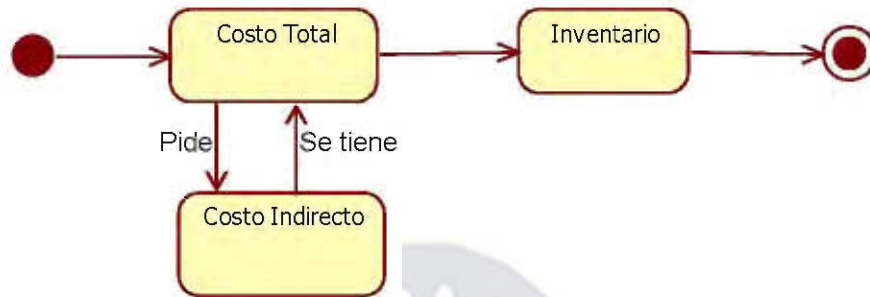 Costo Total
Inventario
Pide
Se tiene
Costo Indirecto